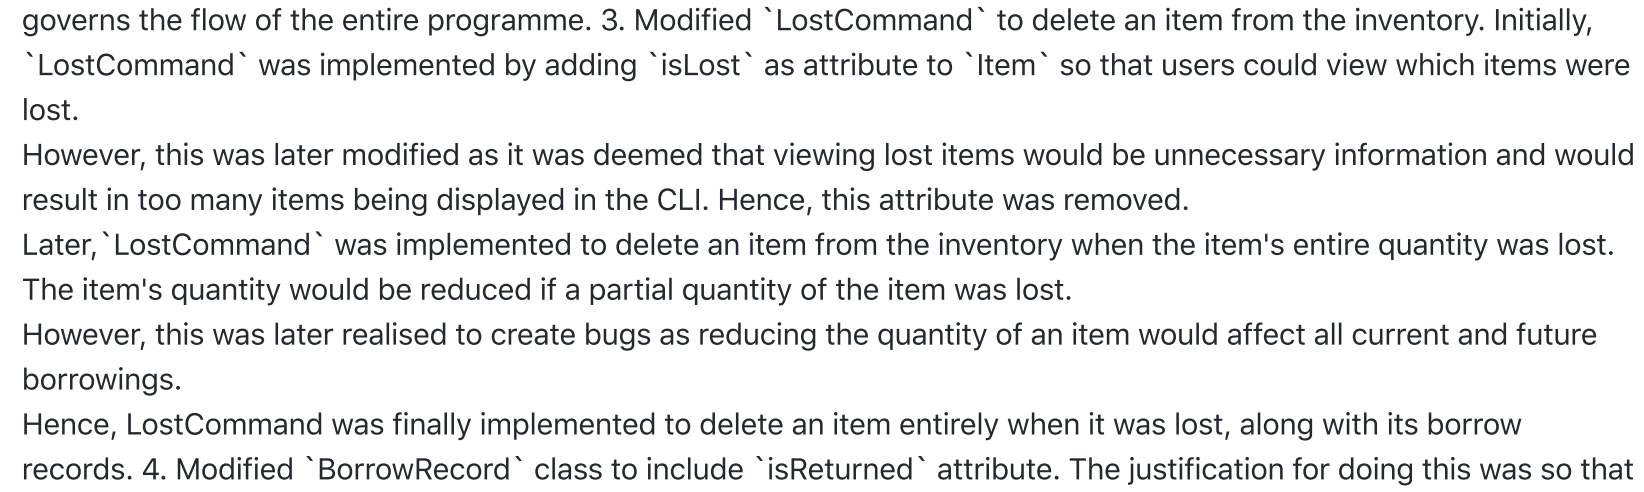 governs the flow of the entire programme. 3. Modified `LostCommand` to delete an item from the inventory. Initially,
`LostCommand` was implemented by adding `isLost` as attribute to `Item` so that users could view which items were
lost.
However, this was later modified as it was deemed that viewing lost items would be unnecessary information and would
result in too many items being displayed in the CLI. Hence, this attribute was removed.
Later,`LostCommand` was implemented to delete an item from the inventory when the item's entire quantity was lost.
The item's quantity would be reduced if a partial quantity of the item was lost.
However, this was later realised to create bugs as reducing the quantity of an item would affect all current and future
borrowings.
Hence, LostCommand was finally implemented to delete an item entirely when it was lost, along with its borrow
records. 4. Modified `BorrowRecord` class to include `isReturned` attribute. The justification for doing this was so that